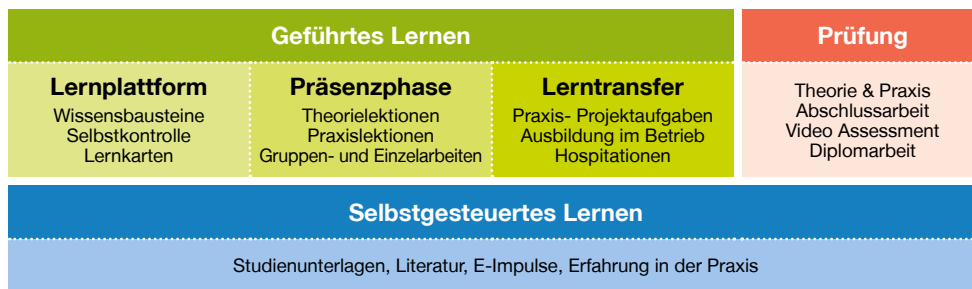 Geführtes Lernen
Prüfung
Lernplattform
Wissensbausteine
Selbstkontrolle
Lernkarten
Präsenzphase
Theorielektionen
Praxislektionen
Gruppen- und Einzelarbeiten
Lerntransfer
Praxis- Projektaufgaben
Ausbildung im Betrieb
Hospitationen
Theorie & Praxis
Abschlussarbeit
Video Assessment
Diplomarbeit
Selbstgesteuertes Lernen
Studienunterlagen, Literatur, E-Impulse, Erfahrung in der Praxis